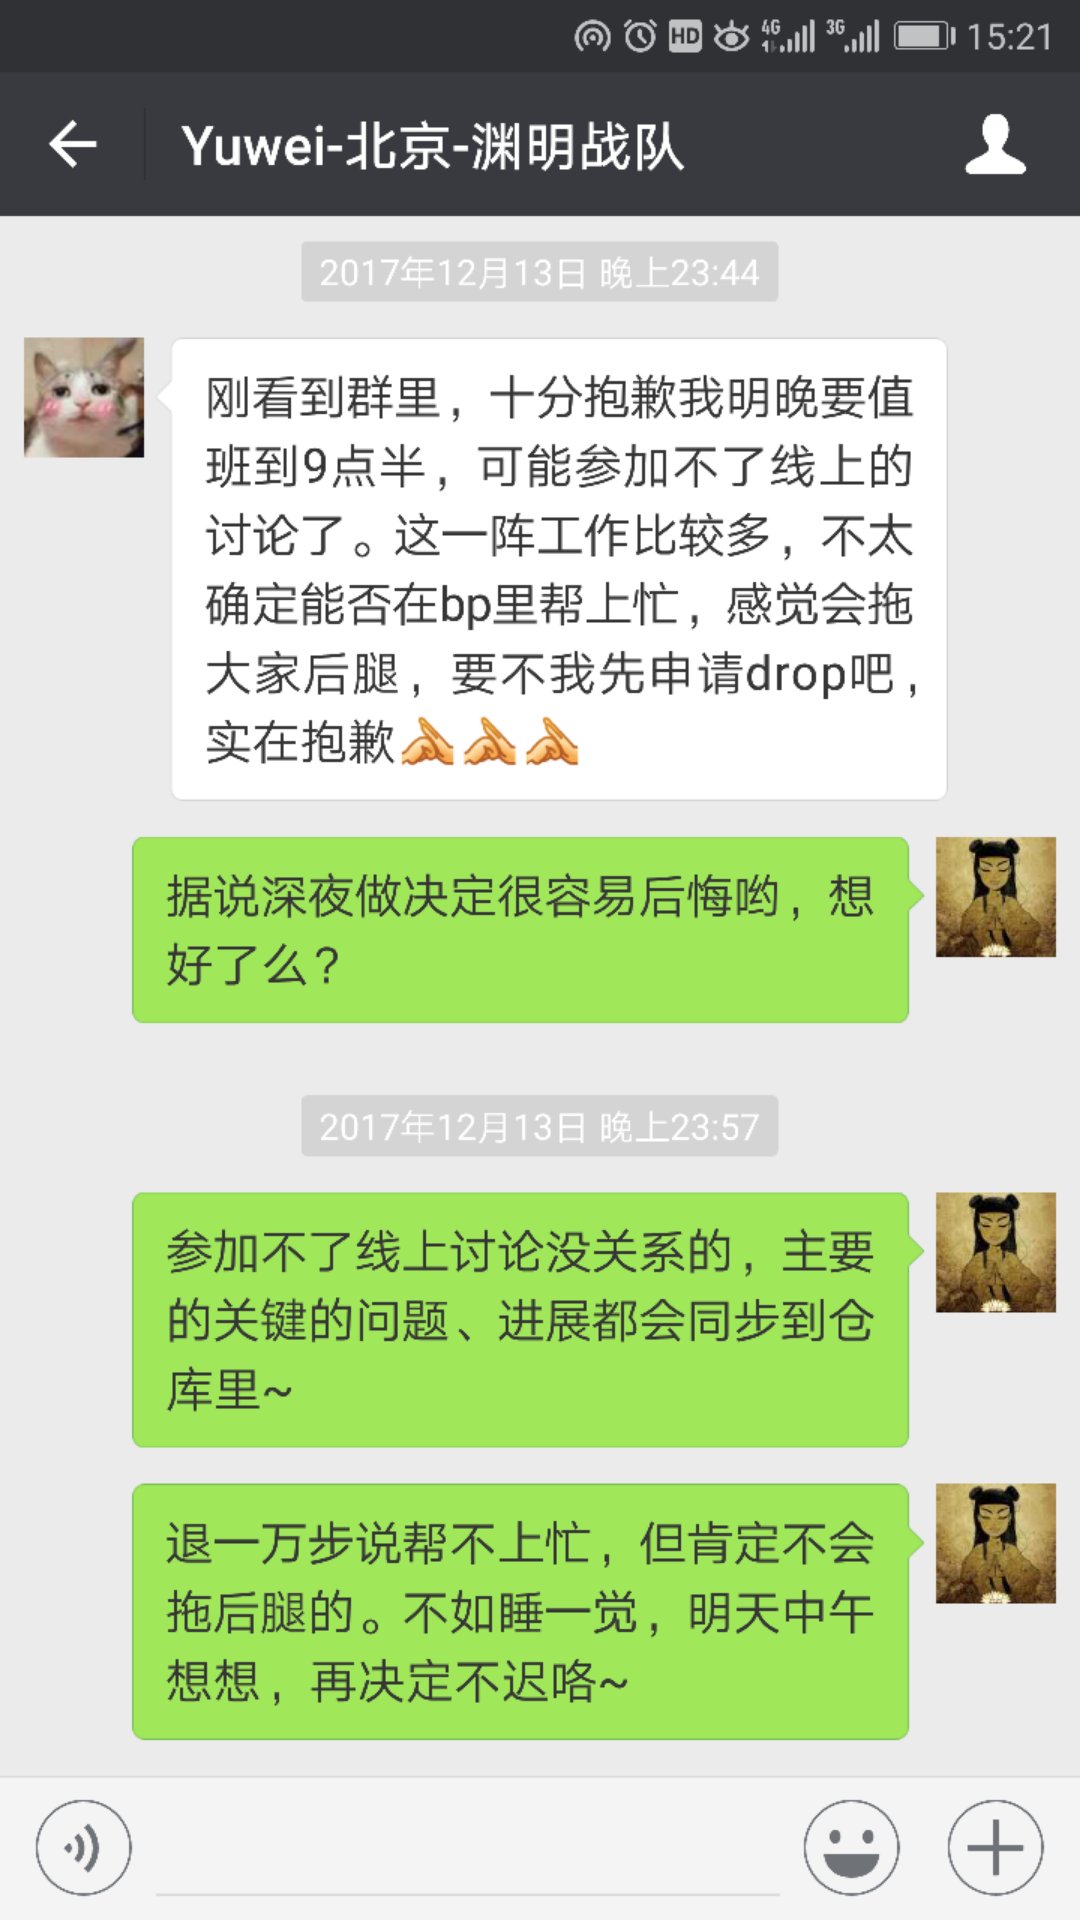 4G 3G 15:21
Yuwei-北京-渊明战队
2017年12月13日 晚上23:44
刚看到群里，十分抱歉我明晚要值
班到9点半，可能参加不了线上的
讨论了。这一阵工作比较多，不太
确定能否在bp里帮上忙，感觉会拖
大家后腿，要不我先申请drop吧，
实在抱歉🙏🙏🙏
据说深夜做决定很容易后悔哟，想
好了么？
2017年12月13日 晚上23:57
参加不了线上讨论没关系的，主要
的关键的问题、进展都会同步到仓
库里~
退一万步说帮不上忙，但肯定不会
拖后腿的。不如睡一觉，明天中午
想想，再决定不迟咯~